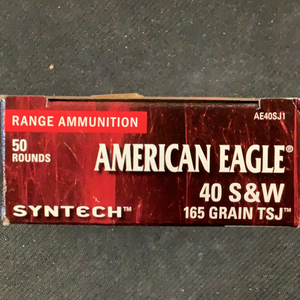 AE40SJ1
RANGE AMMUNITION
50
ROUNDS
AMERICAN EAGLE®
40 S&W
SYNTECH™
165 GRAIN TSJ™